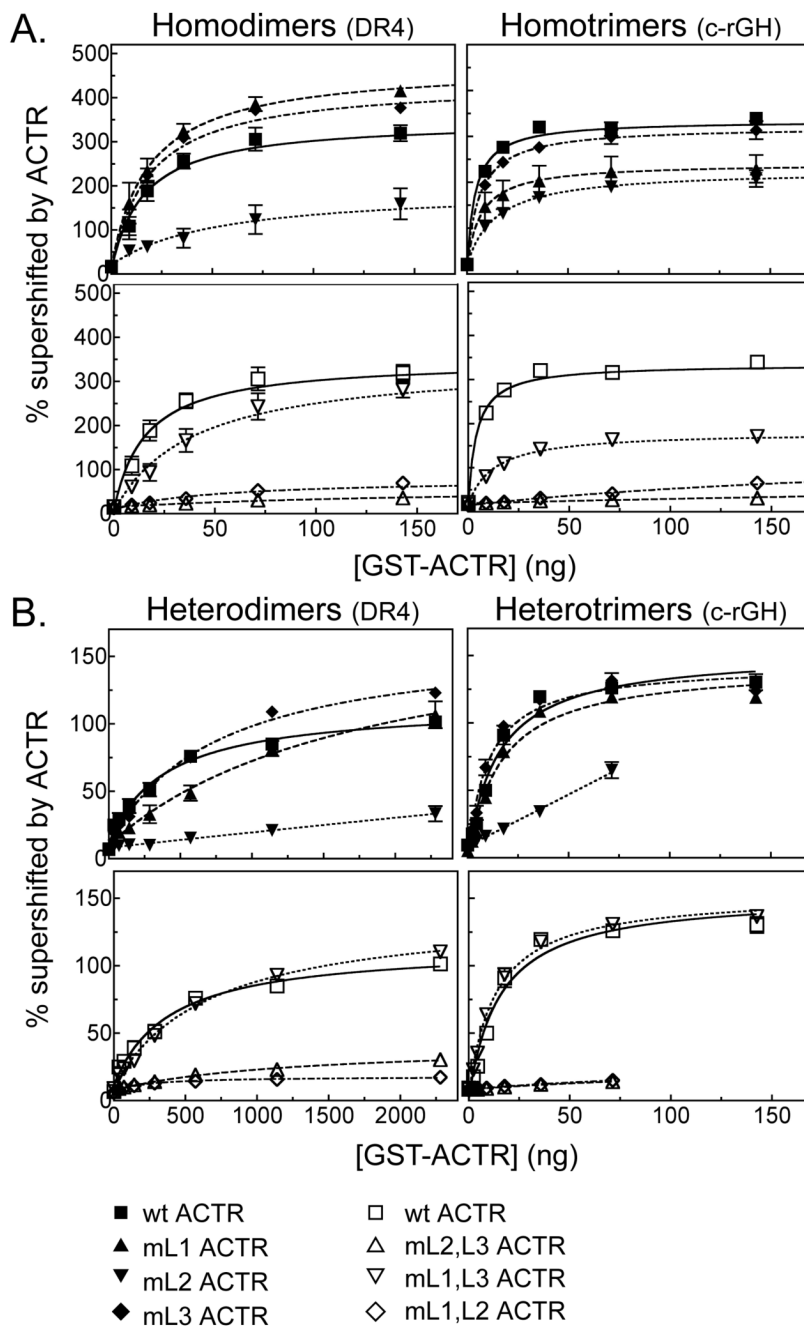 A.
Homodimers (DR4)
Homotrimers (c-rGH)
% supershifted by ACTR
500
400
300
200
100
0
500
400
300
200
100
0
0
50
100
150
0
50
100
150
[GST-ACTR] (ng)
B.
Heterodimers (DR4)
Heterotrimers (c-rGH)
% supershifted by ACTR
150
100
50
0
150
100
50
0
0
500
1000
1500
2000
0
50
100
150
[GST-ACTR] (ng)
wt ACTR
mL1 ACTR
mL2 ACTR
mL3 ACTR
wt ACTR
mL2,L3 ACTR
mL1,L3 ACTR
mL1,L2 ACTR